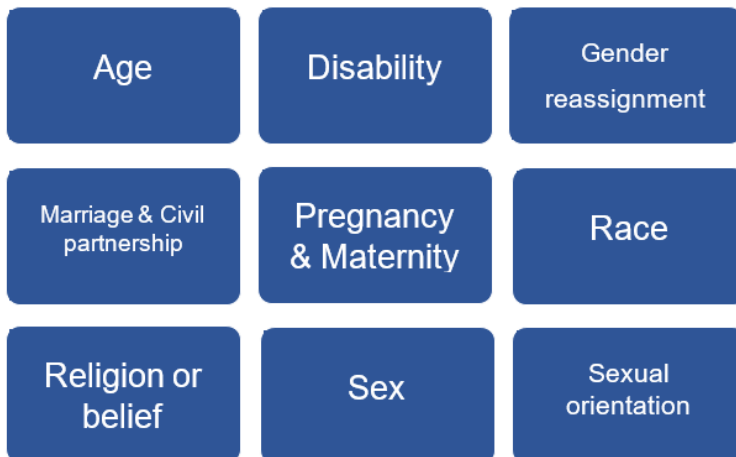 Age
Disability
Gender
reassignment
Marriage & Civil
partnership
Pregnancy
& Maternity
Race
Religion or
belief
Sex
Sexual
orientation